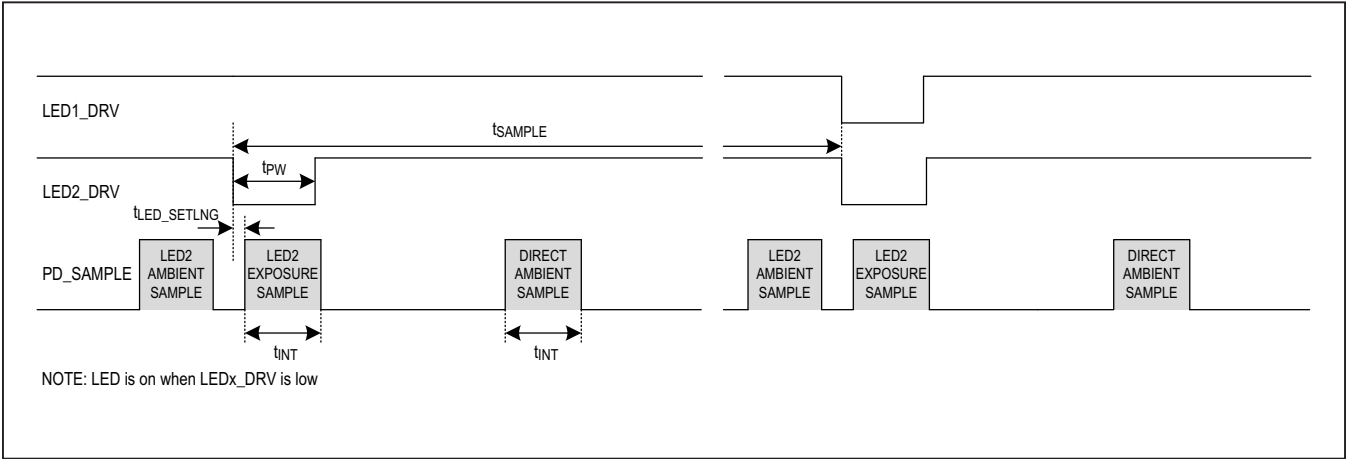 LED1_DRV
tSAMPLE
tPW
LED2_DRV
tLED_SETLNG
PD_SAMPLE
LED2
AMBIENT
SAMPLE
LED2
EXPOSURE
SAMPLE
DIRECT
AMBIENT
SAMPLE
LED2
AMBIENT
SAMPLE
LED2
EXPOSURE
SAMPLE
DIRECT
AMBIENT
SAMPLE
tINT
tINT
NOTE: LED is on when LEDx_DRV is low